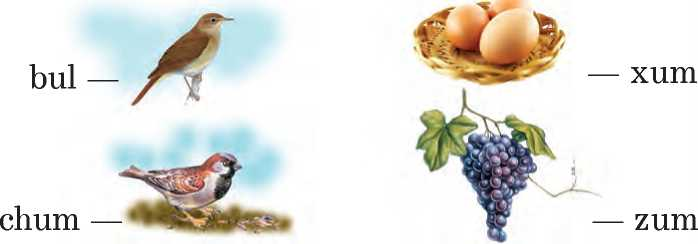 bul —
— xum
chum —
— zum